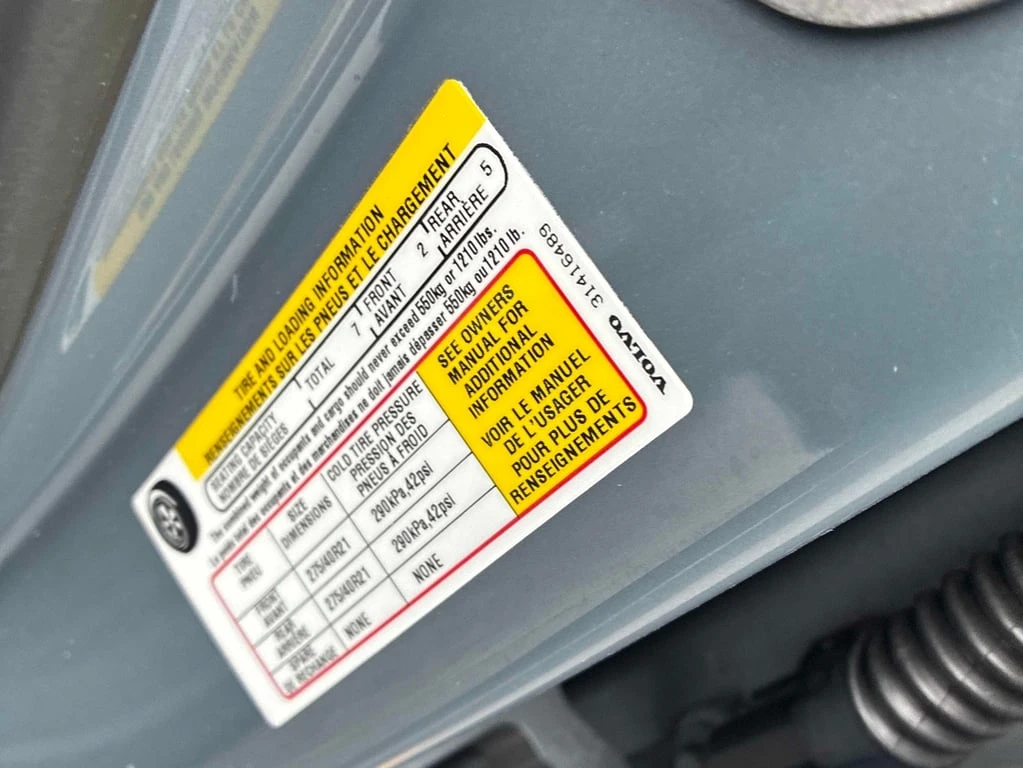 TIRE AND LOADING INFORMATION
RENSEIGNEMENTS SUR LES PNEUS ET LE CHARGEMENT
SEATING CAPACITY
NOMBRE DE SIÈGES
TOTAL 7
FRONT
AVANT
2
REAR
ARRIÈRE
5
The combined weight of occupants and cargo should never exceed 550kg or 1210 lbs.
Le poids total des occupants et des marchandises ne doit jamais dépasser 550kg ou 1210 lb.
TIRE
PNEU
SIZE
DIMENSIONS
COLD TIRE PRESSURE
PRESSION DES
PNEUS À FROID
FRONT
AVANT
275/40R21
290kPa,42psi
REAR
ARRIÈRE
275/40R21
290kPa,42psi
SPARE
DE RECHANGE
NONE
NONE
SEE OWNERS
MANUAL FOR
ADDITIONAL
INFORMATION
VOIR LE MANUEL
DE L'USAGER
POUR PLUS DE
RENSEIGNEMENTS
VOLVO 31416489